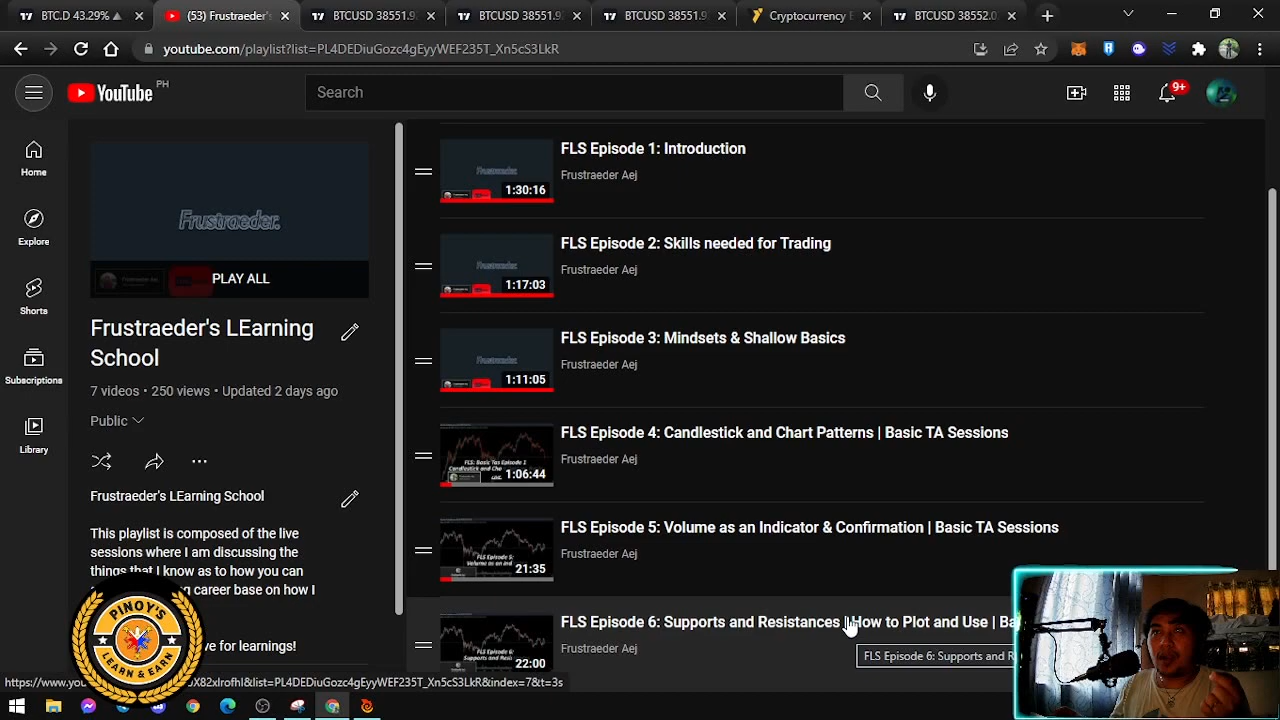 BTC.D 43.29% ▲
(53) Frustraeder's
BTCUSD 38551.9
BTCUSD 38551.9
BTCUSD 38551.9
Cryptocurrency E
BTCUSD 38552.0
youtube.com/playlist?list=PL4DEDiuGozc4gEyyWEF235T_Xn5cS3LkR
YouTube PH
Search
9+
Home
Explore
Shorts
Subscriptions
Library
Frustraeder.
PLAY ALL
Frustraeder's LEarning
School
7 videos • 250 views • Updated 2 days ago
Public
Frustraeder's LEarning School
This playlist is composed of the live
sessions where I am discussing the
things that I know as to how you can
career base on how I
ve for learnings!
PINOY'S
LEARN & EARN
FLS Episode 1: Introduction
Frustraeder Aej
1:30:16
FLS Episode 2: Skills needed for Trading
Frustraeder Aej
1:17:03
FLS Episode 3: Mindsets & Shallow Basics
Frustraeder Aej
1:11:05
FLS Episode 4: Candlestick and Chart Patterns | Basic TA Sessions
Frustraeder Aej
1:06:44
FLS Episode 5: Volume as an Indicator & Confirmation | Basic TA Sessions
Frustraeder Aej
21:35
FLS Episode 6: Supports and Resistances | How to Plot and Use | Ba
Frustraeder Aej
22:00
FLS Episode 6: Supports and R